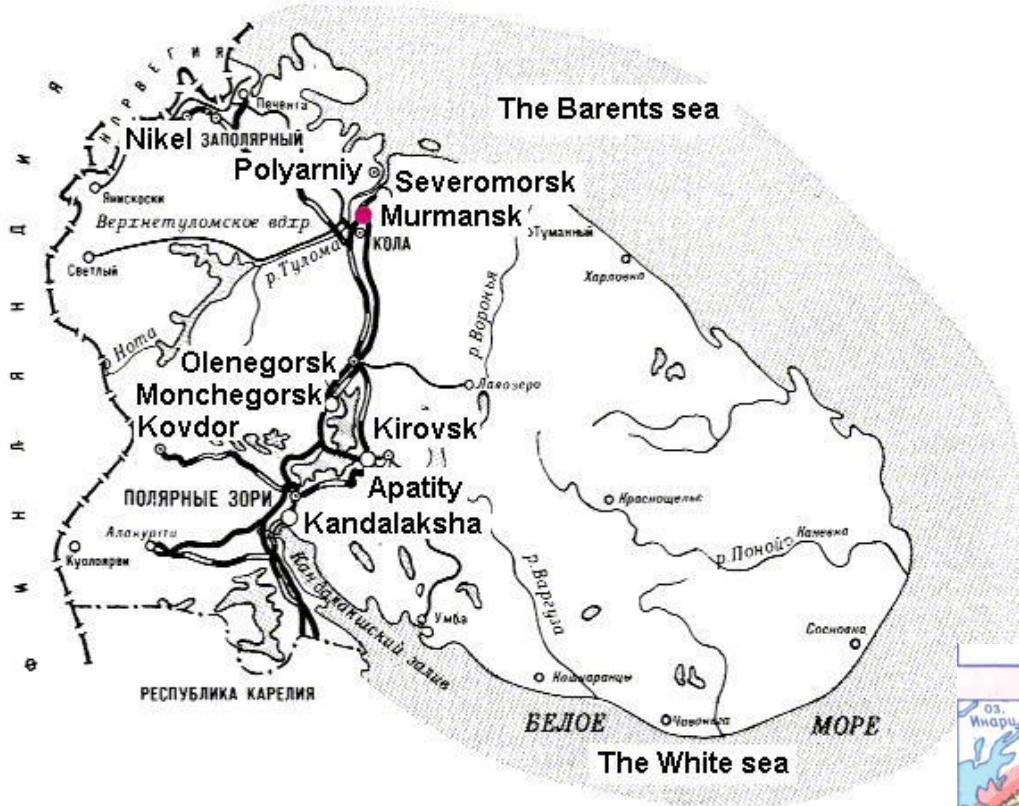 НОРВЕГИЯ
Печенга
The Barents sea
Nikel
ЗАПОЛЯРНЫЙ
Polyarniy
Severomorsk
Янискоски
Murmansk
Верхнетуломское вдхр
КОЛА
Туманный
Светлый
р.Тулома
Харловка
р.Воронья
Нота
Olenegorsk
Ловозеро
Monchegorsk
Kovdor
Kirovsk
ПОЛЯРНЫЕ ЗОРИ
Apatity
Краснощелье
Kandalaksha
Алакуртти
Каневка
р.Поной
Куолоярви
р.Варгуза
Кандалакшский залив
Умба
Сосновка
ФИНЛЯНДИЯ
РЕСПУБЛИКА КАРЕЛИЯ
Кашкаранцы
БЕЛОЕ
Чаваньга
МОРЕ
The White sea
оз.
Инари